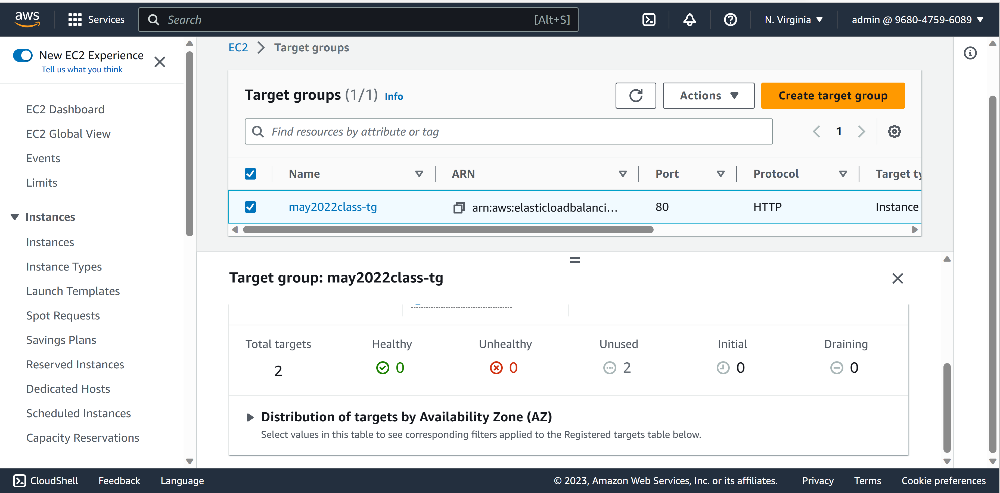 aws Services Search [Alt+S] N. Virginia admin @ 9680-4759-6089
New EC2 Experience
Tell us what you think
EC2 Dashboard
EC2 Global View
Events
Limits
Instances
Instances
Instance Types
Launch Templates
Spot Requests
Savings Plans
Reserved Instances
Dedicated Hosts
Scheduled Instances
Capacity Reservations
EC2 Target groups
Target groups (1/1) Info Actions Create target group
Find resources by attribute or tag 1
Name ARN Port Protocol Target ty
may2022class-tg arn:aws:elasticloadbalanci... 80 HTTP Instance
Target group: may2022class-tg
Total targets Healthy Unhealthy Unused Initial Draining
2 0 0 2 0 0
Distribution of targets by Availability Zone (AZ)
Select values in this table to see corresponding filters applied to the Registered targets table below.
CloudShell Feedback Language © 2023, Amazon Web Services, Inc. or its affiliates. Privacy Terms Cookie preferences